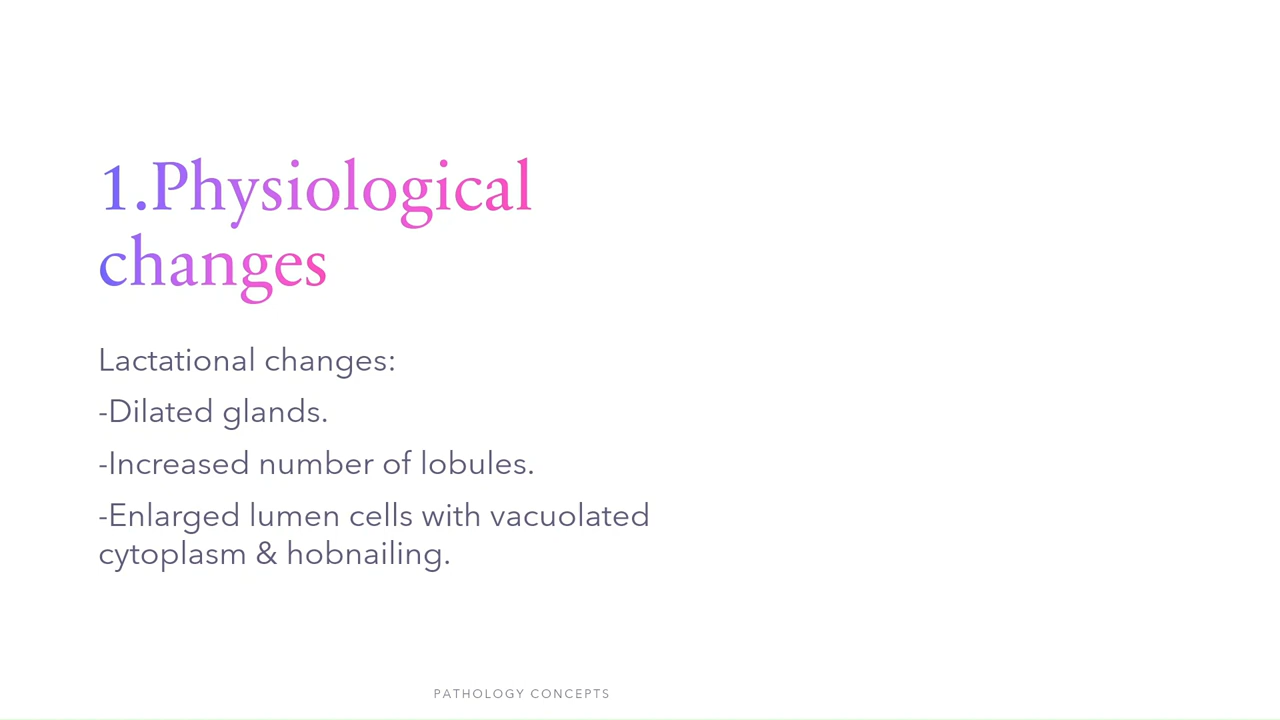 1.Physiological
changes
Lactational changes:
-Dilated glands.
-Increased number of lobules.
-Enlarged lumen cells with vacuolated
cytoplasm & hobnailing.
PATHOLOGY CONCEPTS